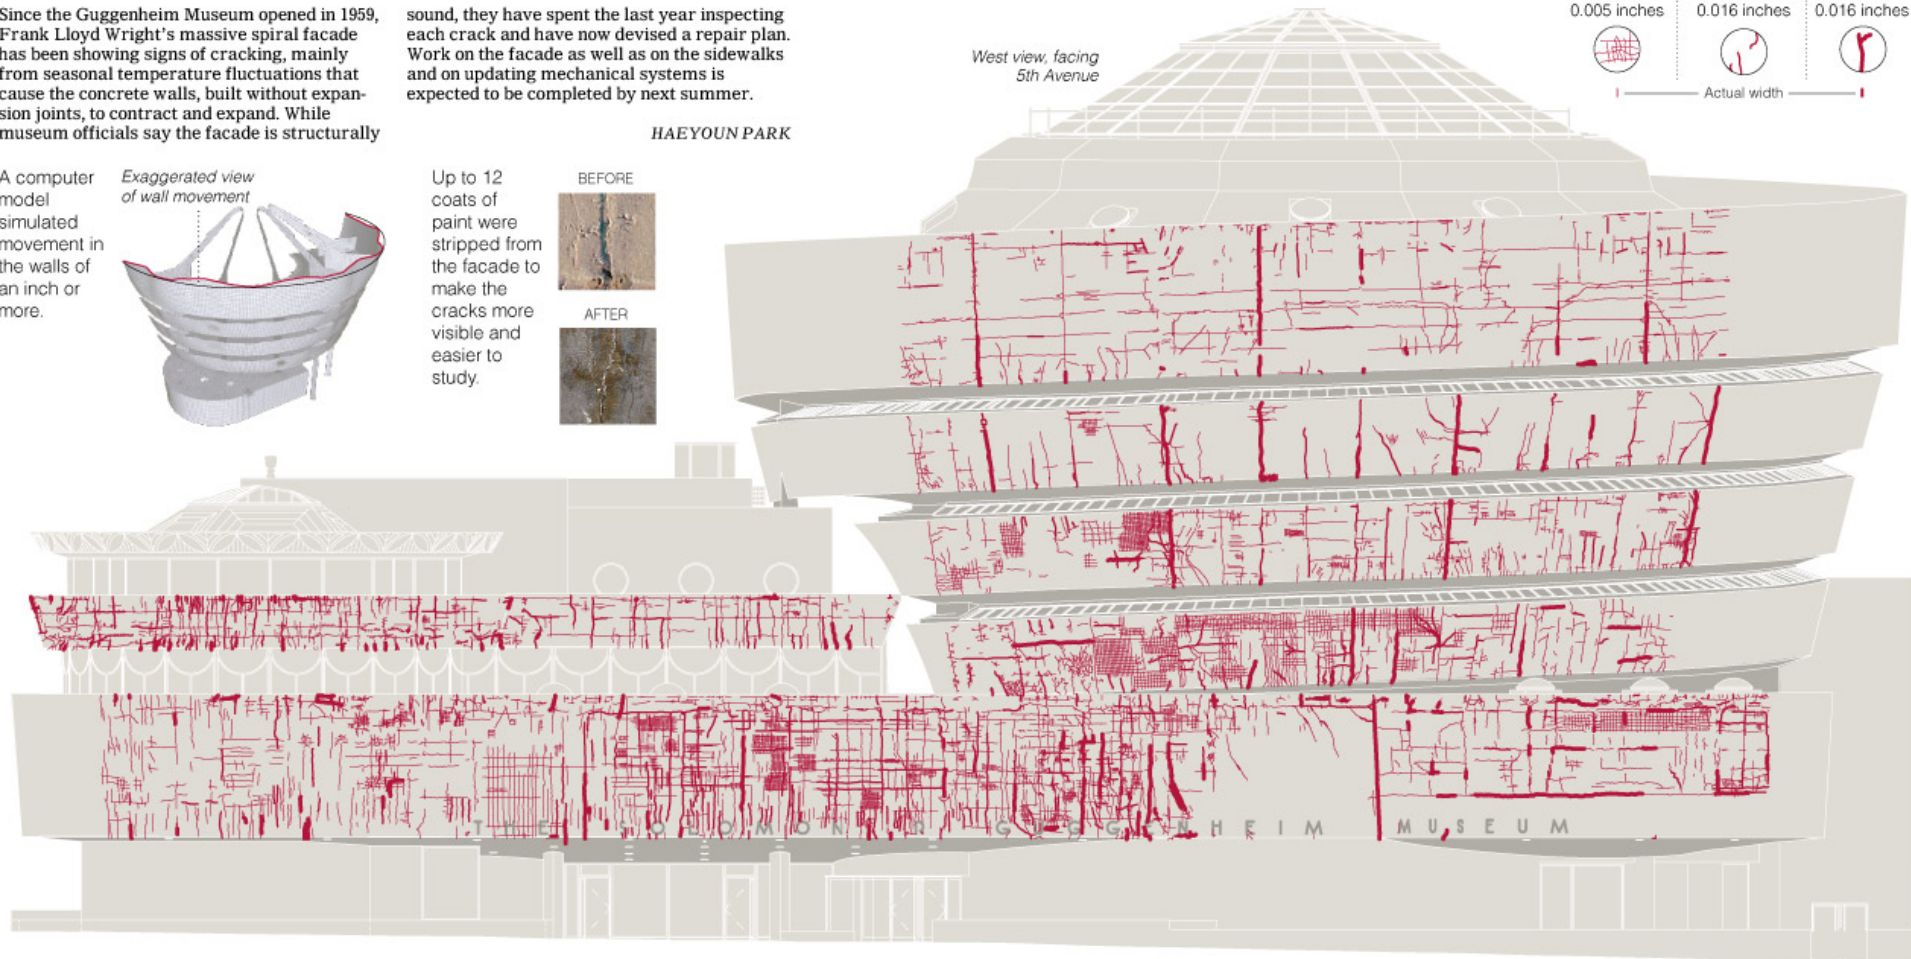 Since the Guggenheim Museum opened in 1959,
Frank Lloyd Wright's massive spiral facade
has been showing signs of cracking, mainly
from seasonal temperature fluctuations that
cause the concrete walls, built without expan-
sion joints, to contract and expand. While
museum officials say the facade is structurally
sound, they have spent the last year inspecting
each crack and have now devised a repair plan.
Work on the facade as well as on the sidewalks
and on updating mechanical systems is
expected to be completed by next summer.
HAEYOUN PARK
West view, facing
5th Avenue
0.005 inches
0.016 inches
0.016 inches
Actual width
A computer
model
simulated
movement in
the walls of
an inch or
more.
Exaggerated view
of wall movement
Up to 12
coats of
paint were
stripped from
the facade to
make the
cracks more
visible and
easier to
study.
BEFORE
AFTER
THE SOLOMON R GUGGENHEIM MUSEUM